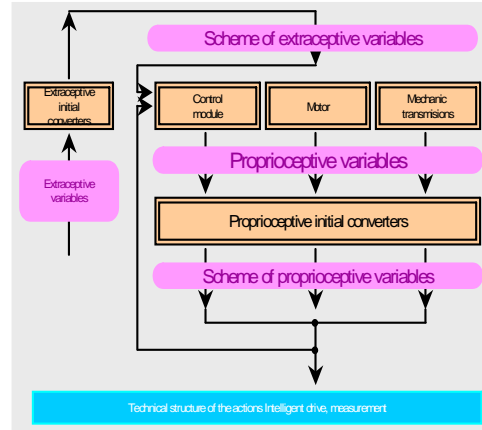 Scheme of extraceptive variables
Extraceptive
initial
converters
Control
module
Motor
Mechanic
transmisions
Extraceptive
variables
Proprioceptive variables
Proprioceptive initial converters
Scheme of proprioceptive variables
Technical structure of the actions Intelligent drive, measurement